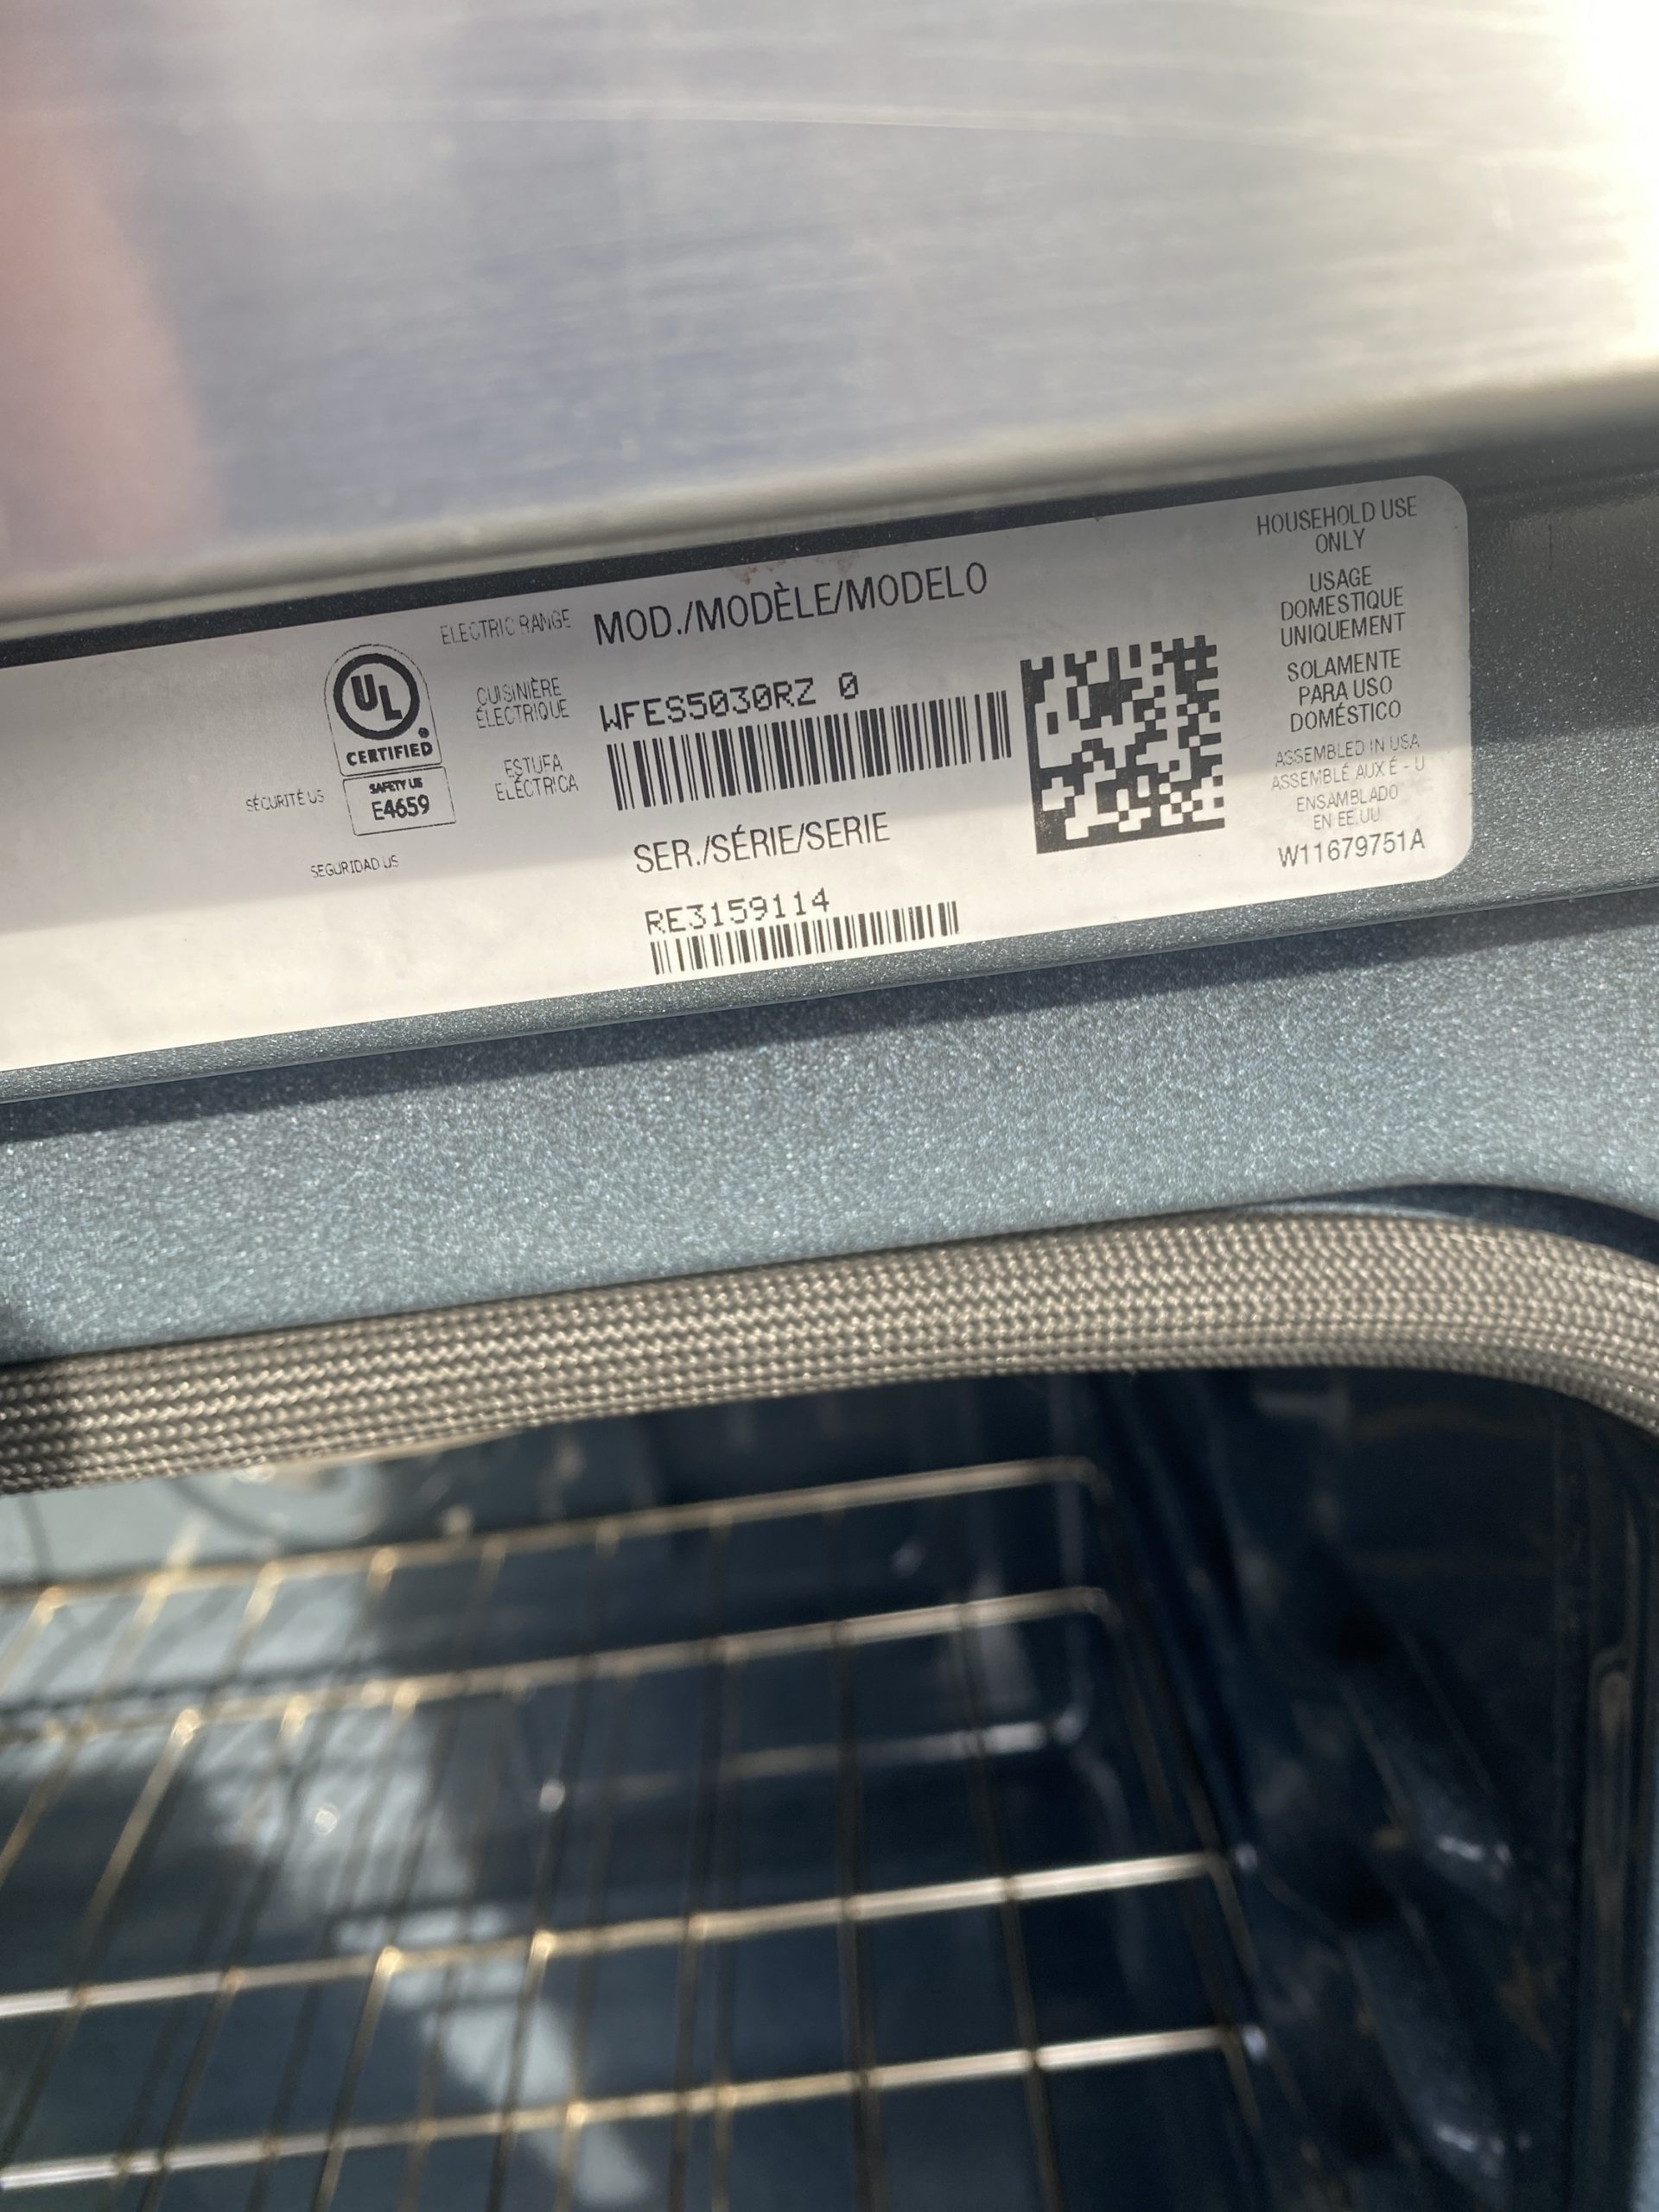 ELECTRIC RANGE
CUISINIÈRE
ÉLECTRIQUE
ESTUFA
ELÉCTRICA
UL
®
CERTIFIED
SAFETY US
E4659
SÉCURITÉ US
SEGURIDAD US
MOD./MODÈLE/MODELO
WFES5030RZ 0
SER./SÉRIE/SERIE
RE3159114
HOUSEHOLD USE
ONLY
USAGE
DOMESTIQUE
UNIQUEMENT
SOLAMENTE
PARA USO
DOMÉSTICO
ASSEMBLED IN USA
ASSEMBLÉ AUX É - U
ENSAMBLADO
EN EE.UU
W11679751A